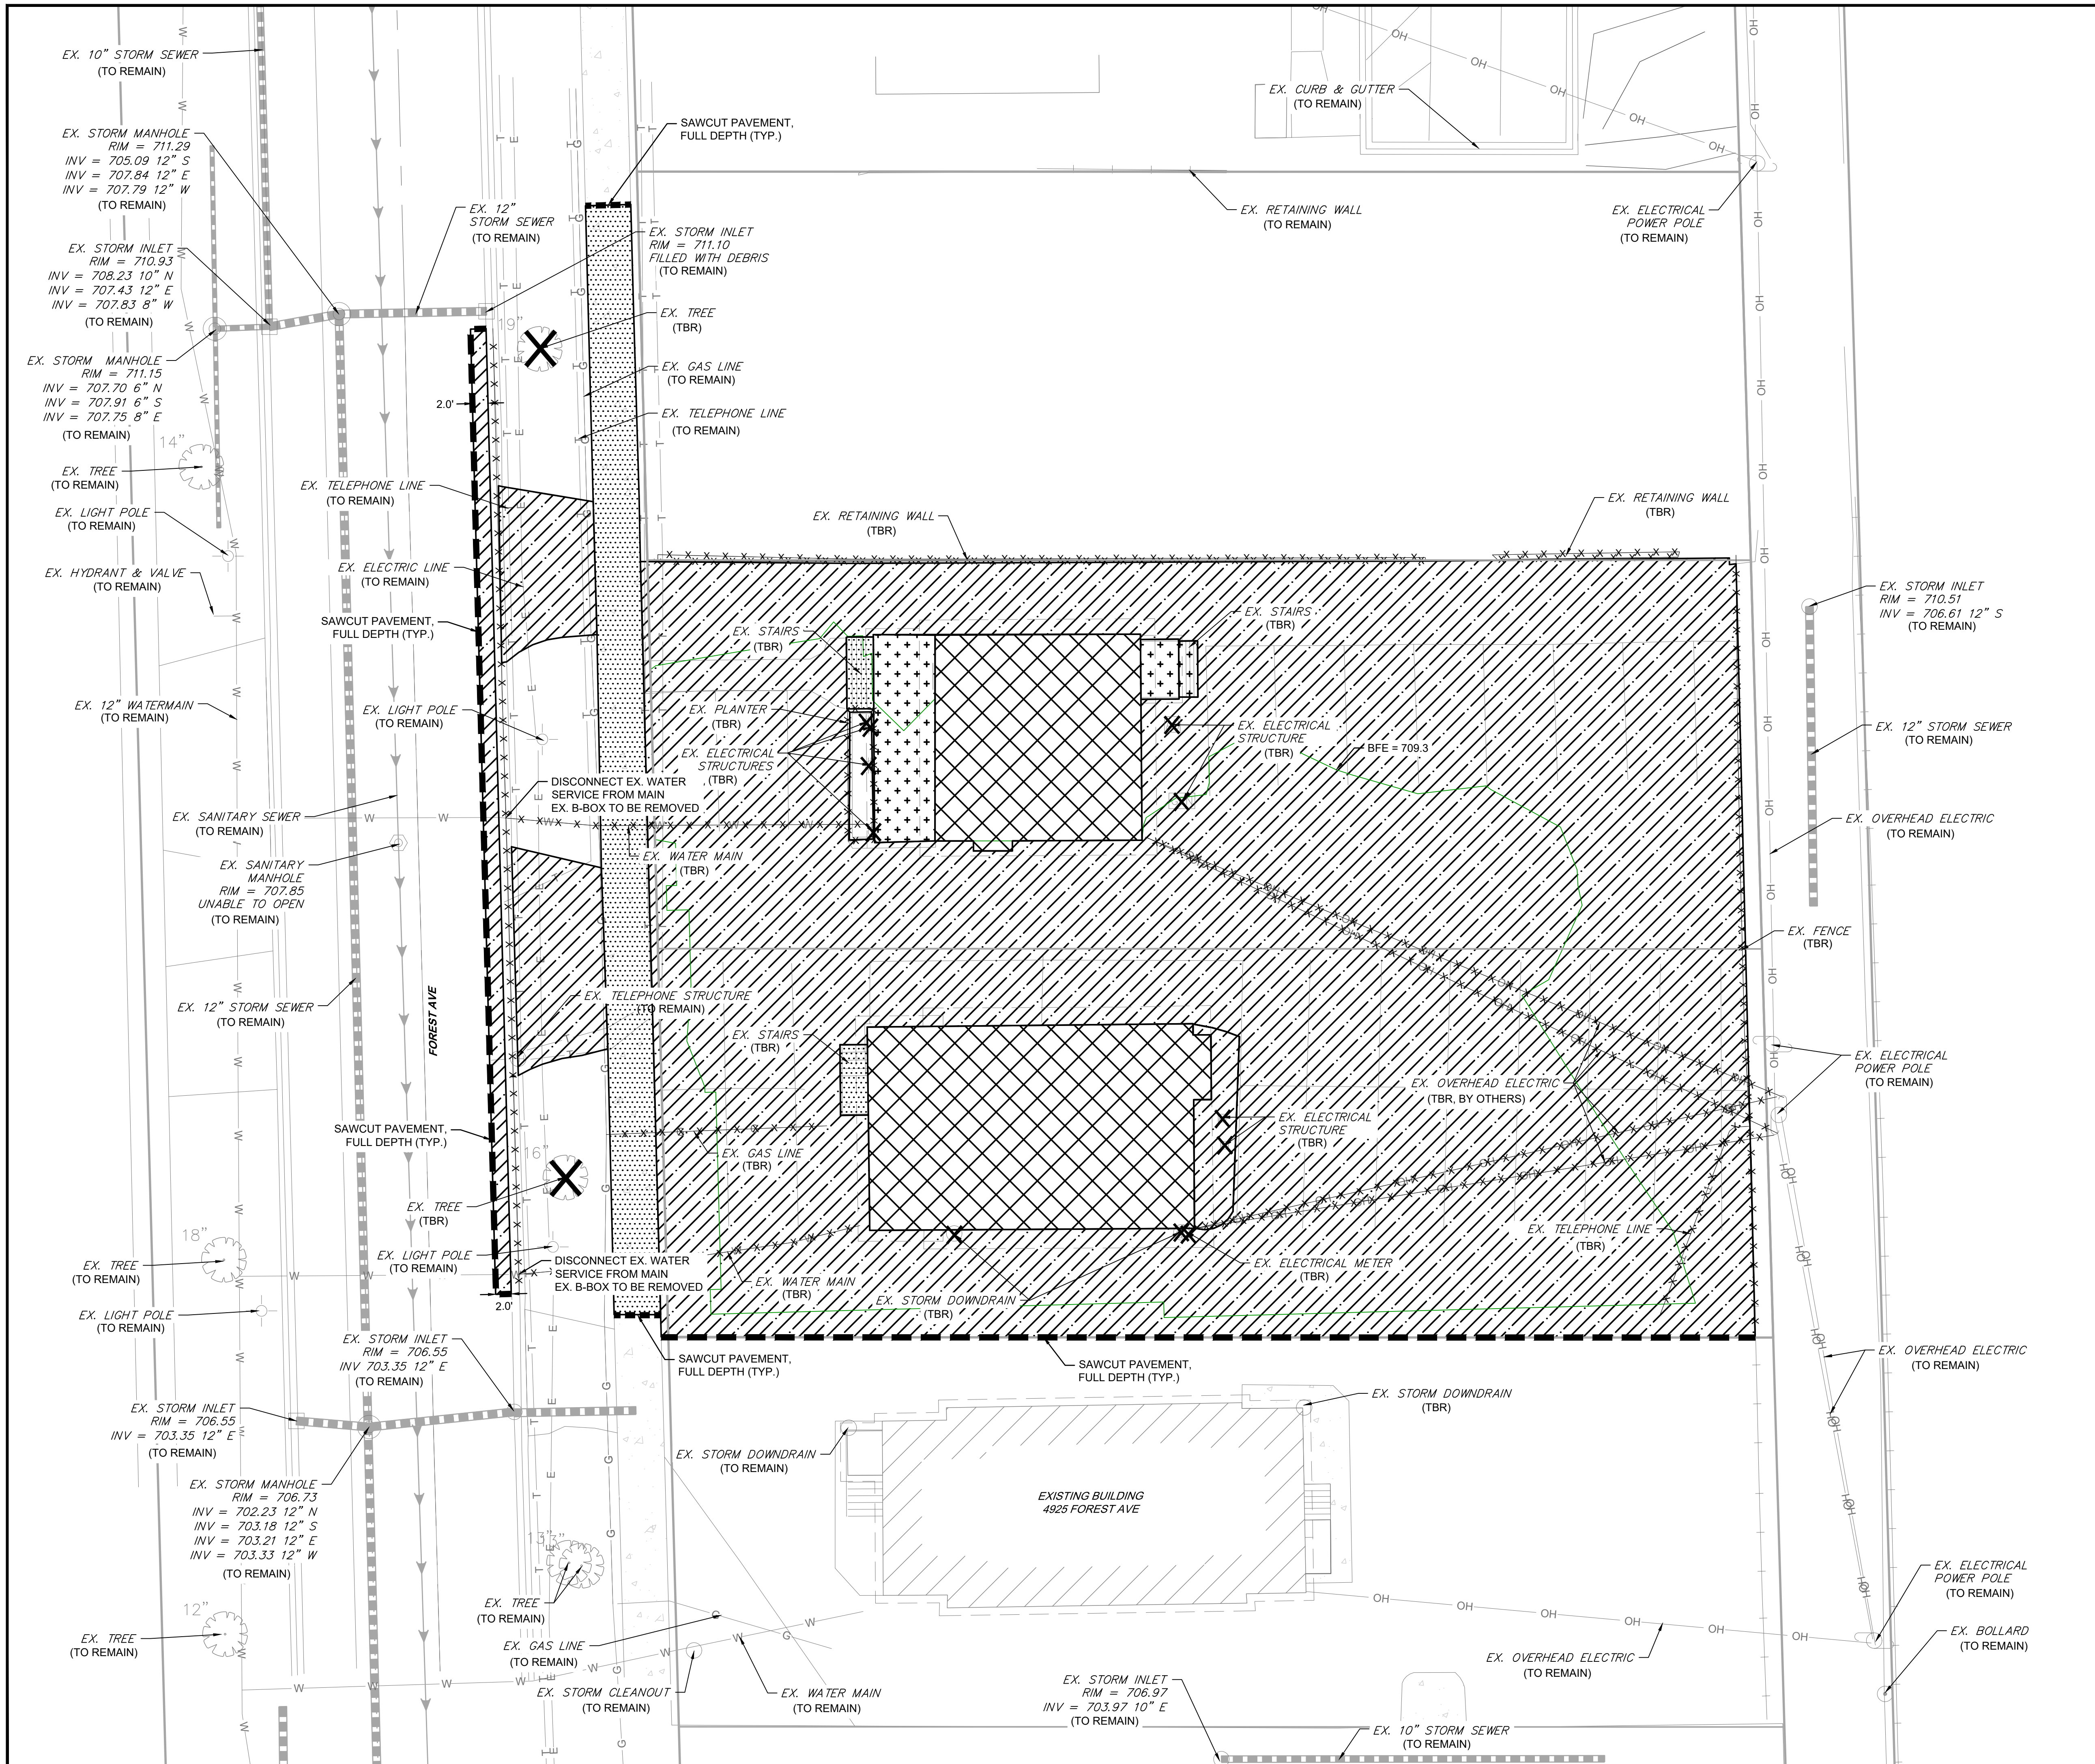 EX. 10" STORM SEWER
(TO REMAIN)
EX. STORM MANHOLE
RIM = 711.29
INV = 705.09 12" S
INV = 707.84 12" E
INV = 707.79 12" W
(TO REMAIN)
EX. STORM INLET
RIM = 710.93
INV = 708.23 10" N
INV = 707.43 12" E
INV = 707.83 8" W
(TO REMAIN)
EX. STORM MANHOLE
RIM = 711.15
INV = 707.70 6" N
INV = 707.91 6" S
INV = 707.75 8" E
(TO REMAIN)
14"
EX. TREE
(TO REMAIN)
EX. LIGHT POLE
(TO REMAIN)
EX. HYDRANT & VALVE
(TO REMAIN)
EX. 12" WATERMAIN
(TO REMAIN)
EX. SANITARY SEWER
(TO REMAIN)
EX. SANITARY
MANHOLE
RIM = 707.85
UNABLE TO OPEN
(TO REMAIN)
EX. 12" STORM SEWER
(TO REMAIN)
18"
EX. TREE
(TO REMAIN)
EX. LIGHT POLE
(TO REMAIN)
EX. STORM INLET
RIM = 706.55
INV = 703.35 12" E
(TO REMAIN)
EX. STORM MANHOLE
RIM = 706.73
INV = 702.23 12" N
INV = 703.18 12" S
INV = 703.21 12" E
INV = 703.33 12" W
(TO REMAIN)
12"
EX. TREE
(TO REMAIN)
SAWCUT PAVEMENT,
FULL DEPTH (TYP.)
EX. 12"
STORM SEWER
(TO REMAIN)
EX. STORM INLET
RIM = 711.10
FILLED WITH DEBRIS
(TO REMAIN)
19"
EX. TREE
(TBR)
EX. GAS LINE
(TO REMAIN)
2.0'
EX. TELEPHONE LINE
(TO REMAIN)
EX. TELEPHONE LINE
(TO REMAIN)
EX. ELECTRIC LINE
(TO REMAIN)
SAWCUT PAVEMENT,
FULL DEPTH (TYP.)
EX. LIGHT POLE
(TO REMAIN)
DISCONNECT EX. WATER
SERVICE FROM MAIN
EX. B-BOX TO BE REMOVED
EX. WATER MAIN
(TBR)
FOREST AVE
EX. TELEPHONE STRUCTURE
(TO REMAIN)
SAWCUT PAVEMENT,
FULL DEPTH (TYP.)
16"
EX. TREE
(TBR)
EX. LIGHT POLE
(TO REMAIN)
DISCONNECT EX. WATER
SERVICE FROM MAIN
EX. B-BOX TO BE REMOVED
2.0'
EX. STORM INLET
RIM = 706.55
INV 703.35 12" E
(TO REMAIN)
SAWCUT PAVEMENT,
FULL DEPTH (TYP.)
13"
3"
EX. TREE
(TO REMAIN)
EX. GAS LINE
(TO REMAIN)
EX. STORM CLEANOUT
(TO REMAIN)
EX. WATER MAIN
(TO REMAIN)
EX. CURB & GUTTER
(TO REMAIN)
EX. RETAINING WALL
(TO REMAIN)
EX. ELECTRICAL
POWER POLE
(TO REMAIN)
EX. RETAINING WALL
(TBR)
EX. RETAINING WALL
(TBR)
EX. STAIRS
(TBR)
EX. STAIRS
(TBR)
EX. PLANTER
(TBR)
EX. ELECTRICAL
STRUCTURES
(TBR)
EX. ELECTRICAL
STRUCTURE
(TBR)
BFE = 709.3
EX. STORM INLET
RIM = 710.51
INV = 706.61 12" S
(TO REMAIN)
EX. 12" STORM SEWER
(TO REMAIN)
EX. OVERHEAD ELECTRIC
(TO REMAIN)
EX. FENCE
(TBR)
EX. STAIRS
(TBR)
EX. GAS LINE
(TBR)
EX. OVERHEAD ELECTRIC
(TBR, BY OTHERS)
EX. ELECTRICAL
STRUCTURE
(TBR)
EX. ELECTRICAL
POWER POLE
(TO REMAIN)
EX. TELEPHONE LINE
(TBR)
EX. ELECTRICAL METER
(TBR)
EX. WATER MAIN
(TBR)
EX. STORM DOWNDRAIN
(TBR)
SAWCUT PAVEMENT,
FULL DEPTH (TYP.)
EX. OVERHEAD ELECTRIC
(TO REMAIN)
EX. STORM DOWNDRAIN
(TBR)
EX. STORM DOWNDRAIN
(TO REMAIN)
EXISTING BUILDING
4925 FOREST AVE
EX. ELECTRICAL
POWER POLE
(TO REMAIN)
EX. BOLLARD
(TO REMAIN)
EX. OVERHEAD ELECTRIC
(TO REMAIN)
EX. STORM INLET
RIM = 706.97
INV = 703.97 10" E
(TO REMAIN)
EX. 10" STORM SEWER
(TO REMAIN)